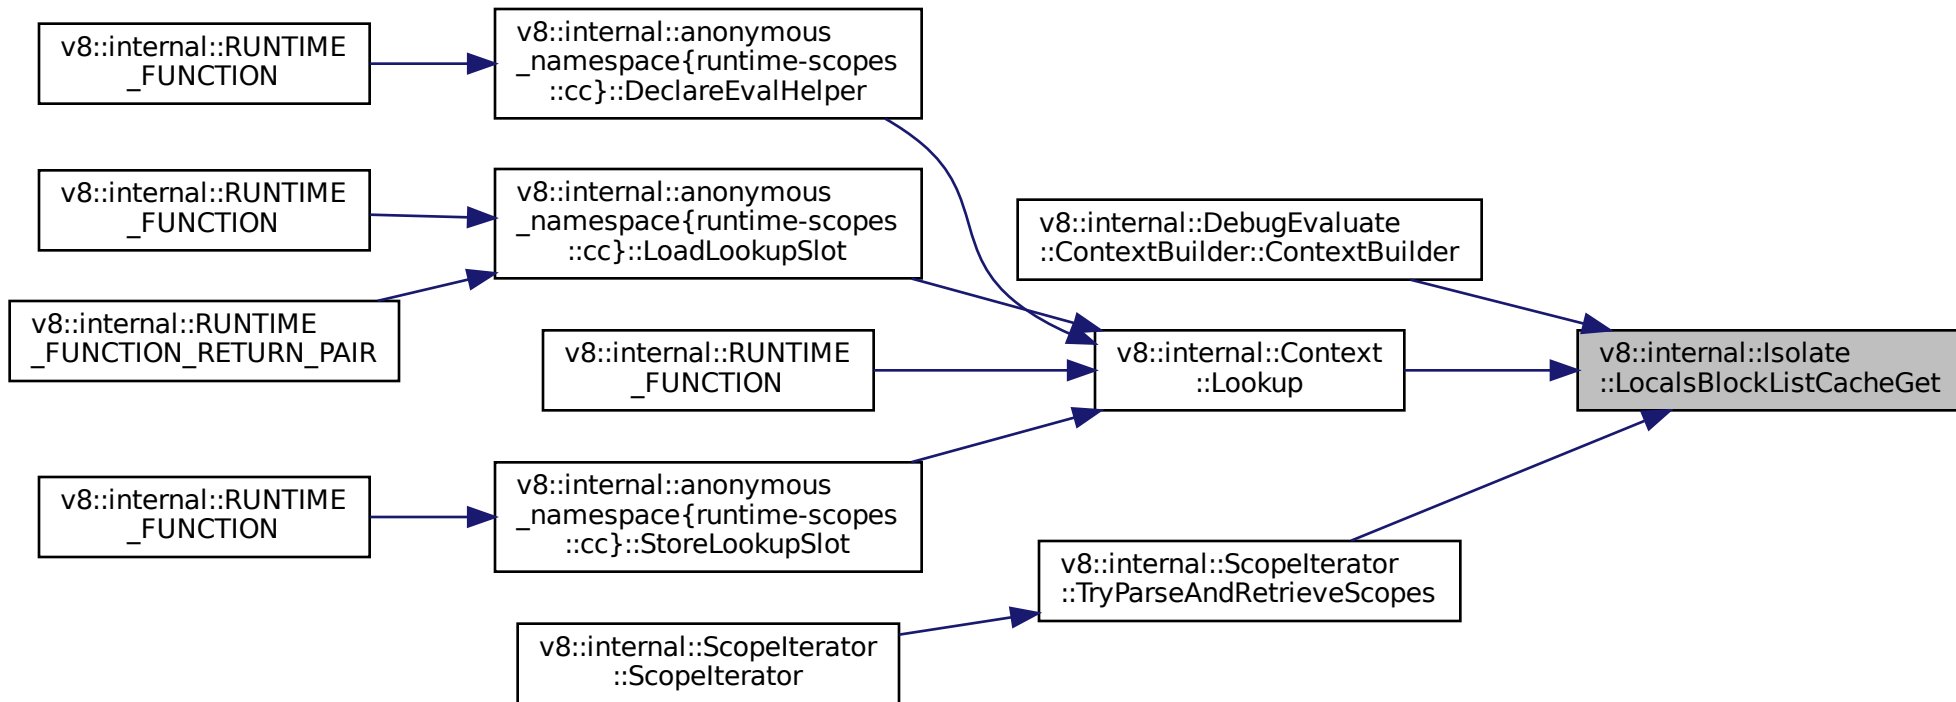 v8::internal::RUNTIME
_FUNCTION
v8::internal::anonymous
_namespace{runtime-scopes
::cc}::DeclareEvalHelper
v8::internal::RUNTIME
_FUNCTION
v8::internal::anonymous
_namespace{runtime-scopes
::cc}::LoadLookupSlot
v8::internal::DebugEvaluate
::ContextBuilder::ContextBuilder
v8::internal::RUNTIME
_FUNCTION_RETURN_PAIR
v8::internal::RUNTIME
_FUNCTION
v8::internal::Context
::Lookup
v8::internal::Isolate
::LocalsBlockListCacheGet
v8::internal::RUNTIME
_FUNCTION
v8::internal::anonymous
_namespace{runtime-scopes
::cc}::StoreLookupSlot
v8::internal::ScopeIterator
::TryParseAndRetrieveScopes
v8::internal::ScopeIterator
::ScopeIterator